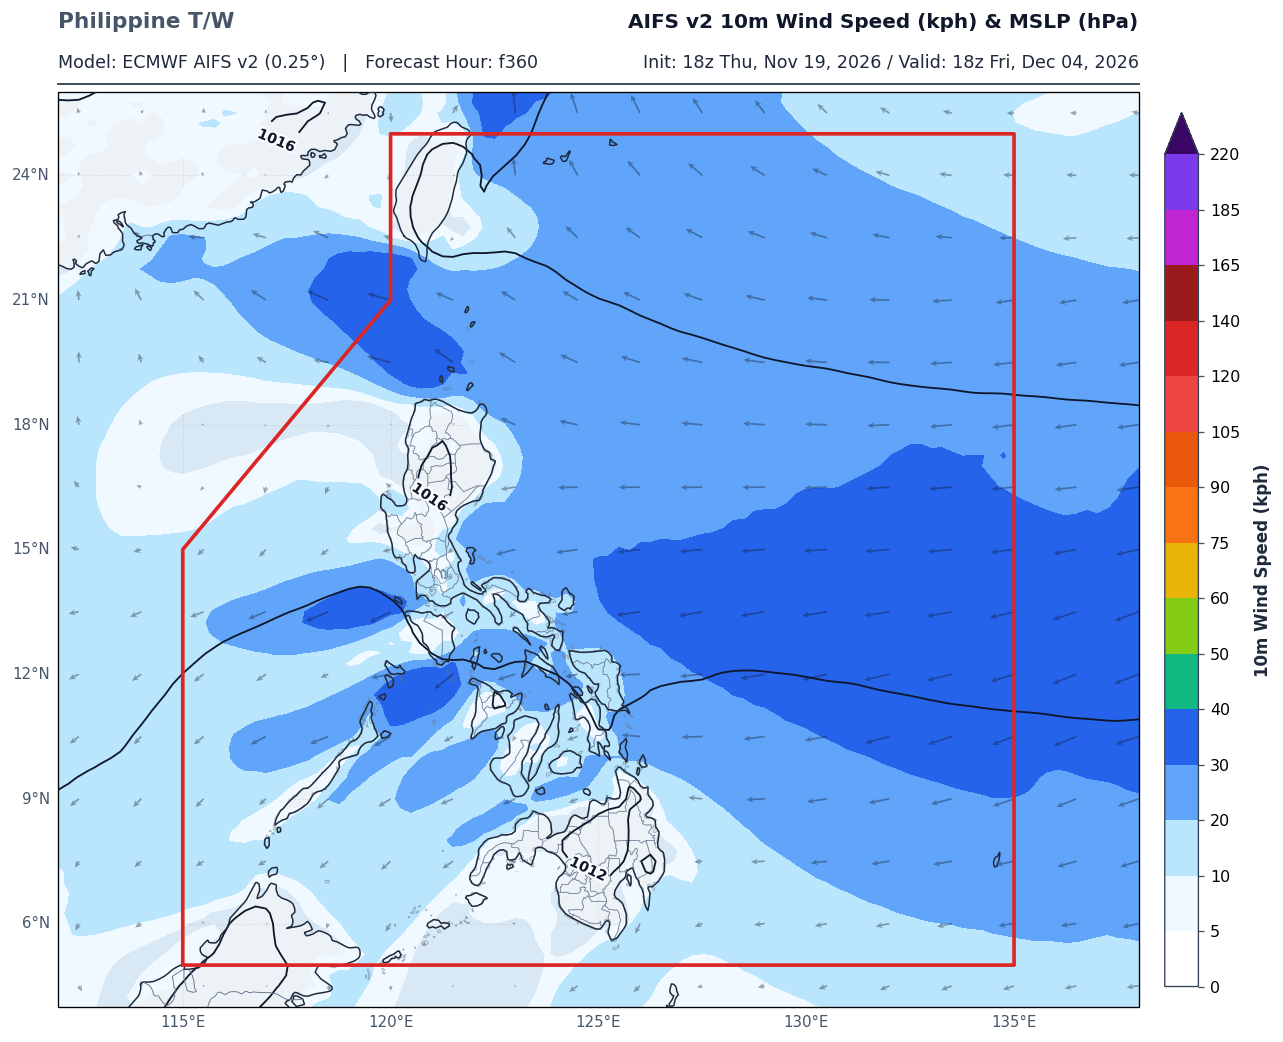 Philippine T/W
AIFS v2 10m Wind Speed (kph) & MSLP (hPa)
Model: ECMWF AIFS v2 (0.25°) | Forecast Hour: f360
Init: 18z Thu, Nov 19, 2026 / Valid: 18z Fri, Dec 04, 2026
1016
1016
1012
24°N
21°N
18°N
15°N
12°N
9°N
6°N
115°E
120°E
125°E
130°E
135°E
220
185
165
140
120
105
90
75
60
50
40
30
20
10
5
0
10m Wind Speed (kph)